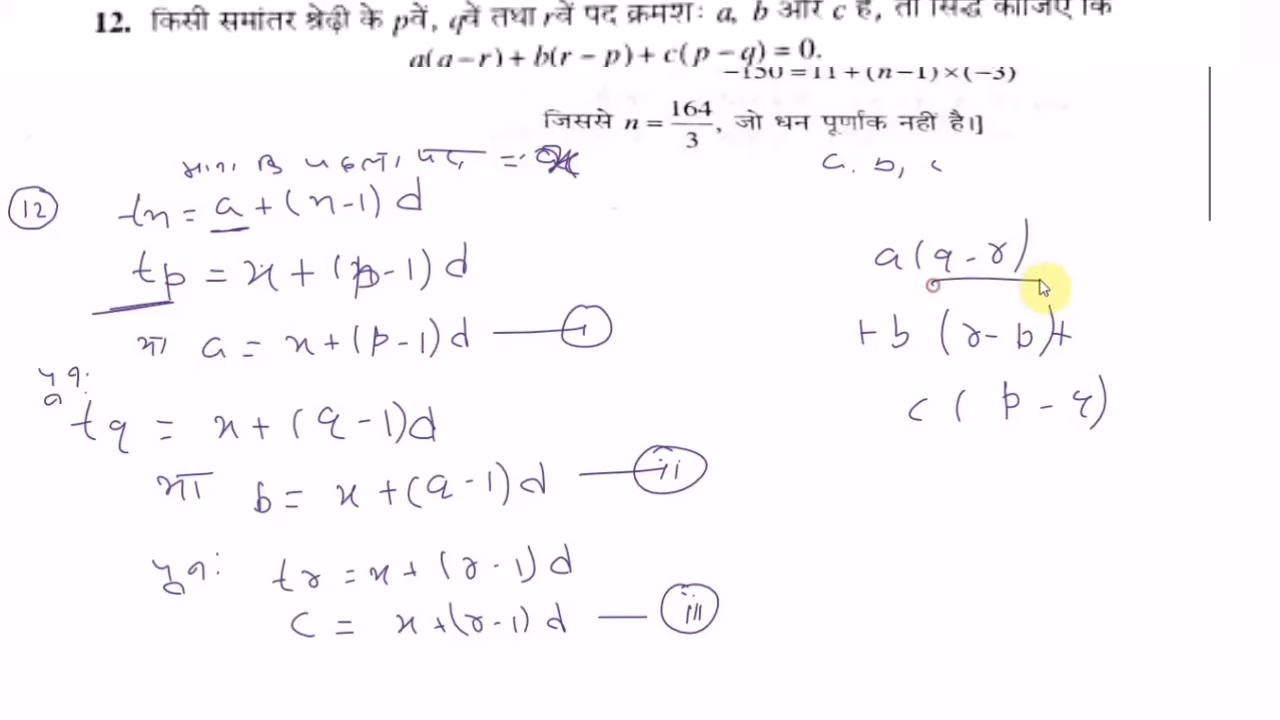 12. किसी समांतर श्रेढ़ी के pवें, qवें तथा rवें पद क्रमशः a, b और c हैं, तो सिद्ध कीजिए कि
a(q – r) + b(r – p) + c(p – q) = 0.
–150 = 11 + (n – 1) × (–3)
जिससे n = 164/3, जो धन पूर्णांक नहीं है।]
माना कि पहला पद = x
a, b, c
12
tn = a + (n-1) d
tp = x + (p-1) d
या a = x + (p-1) d — i
पुनः
tq = x + (q-1)d
या b = x + (q-1) d — ii
पुनः tr = x + (r-1) d
c = x + (r-1) d — iii
a(q-r)
+ b (r-p) +
c ( p - q)